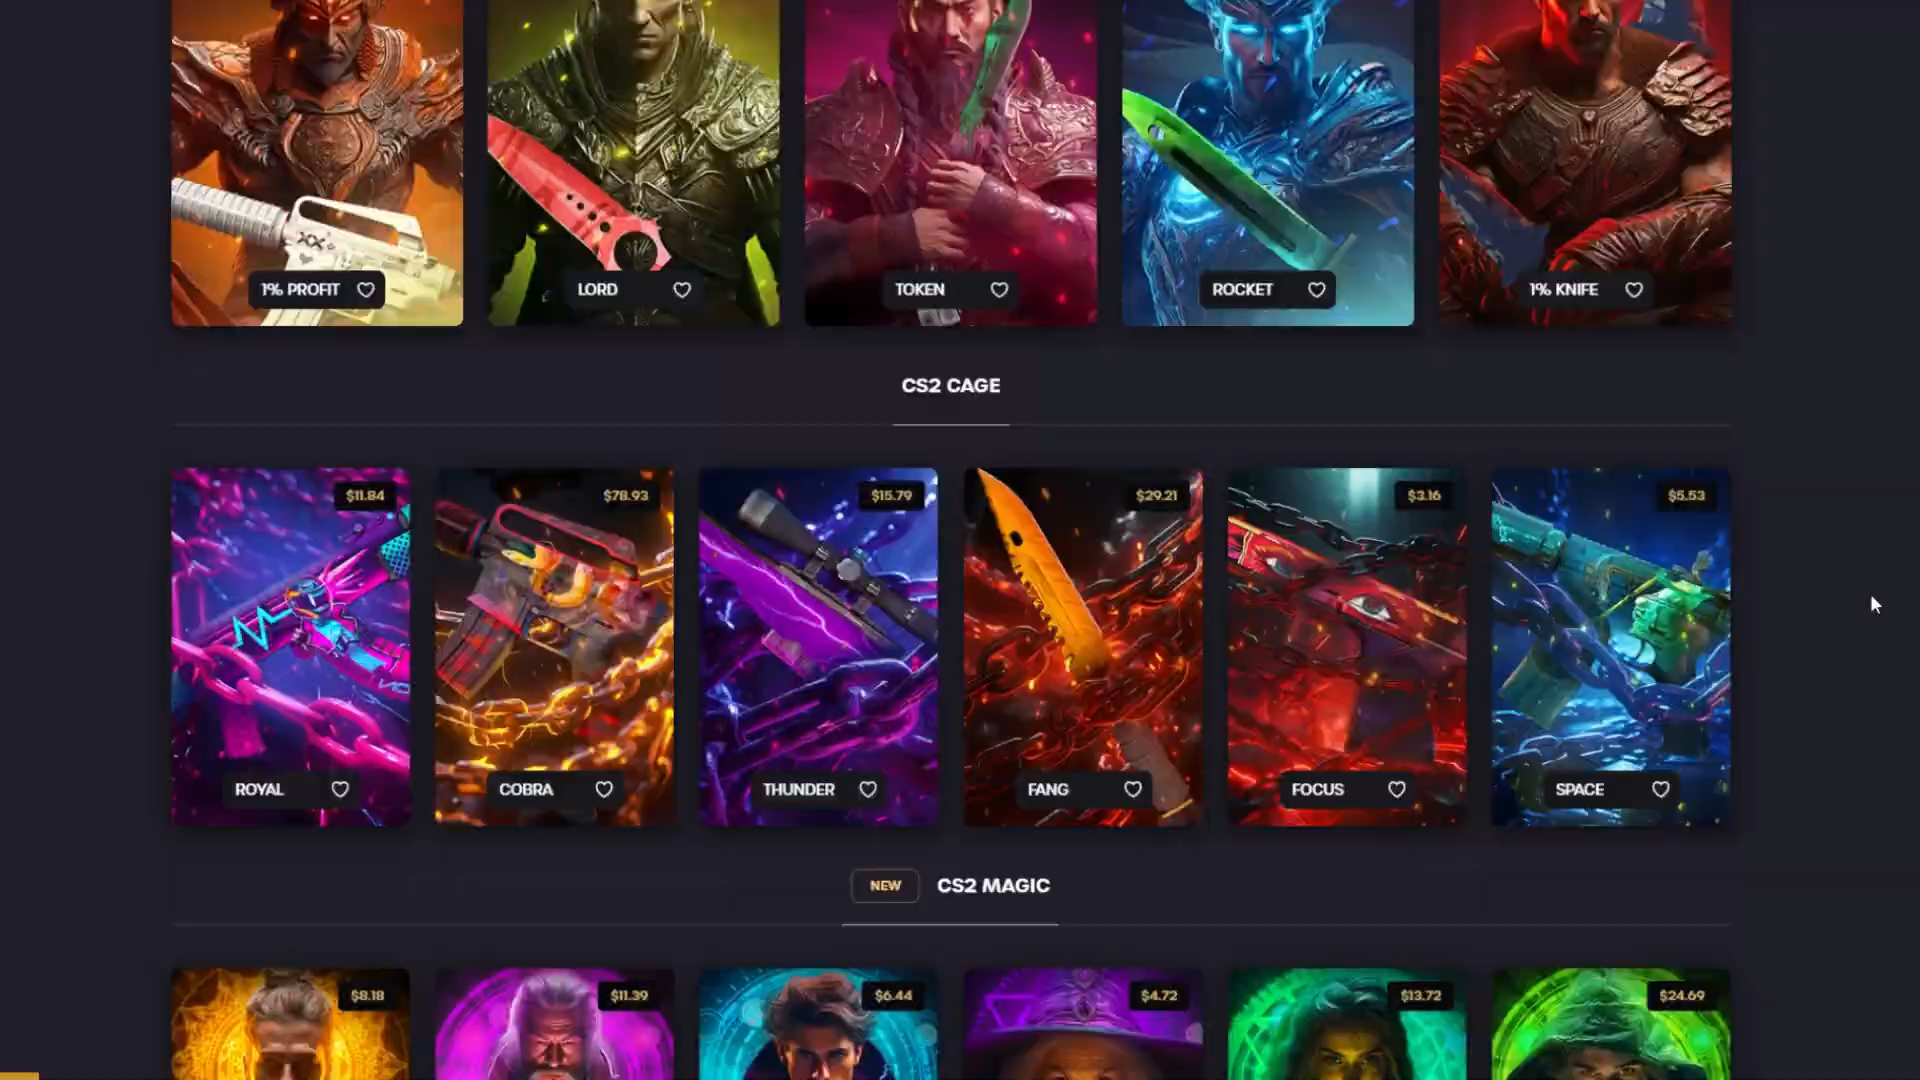 1% PROFIT
LORD
TOKEN
ROCKET
1% KNIFE
CS2 CAGE
$11.84
$78.93
$15.79
$29.21
$3.16
$5.53
ROYAL
COBRA
THUNDER
FANG
FOCUS
SPACE
NEW CS2 MAGIC
$8.18
$11.39
$6.44
$4.72
$13.72
$24.69